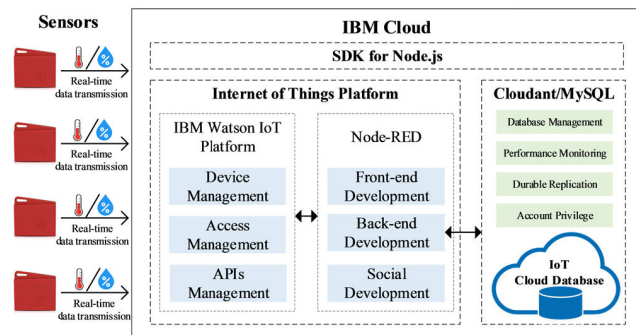 Sensors
IBM Cloud
SDK for Node.js
%
Real-time
data transmission
%
Real-time
data transmission
%
Real-time
data transmission
%
Real-time
data transmission
Internet of Things Platform
IBM Watson IoT
Platform
Device
Management
Access
Management
APIs
Management
Node-RED
Front-end
Development
Back-end
Development
Social
Development
Cloudant/MySQL
Database Management
Performance Monitoring
Durable Replication
Account Privilege
IoT
Cloud Database